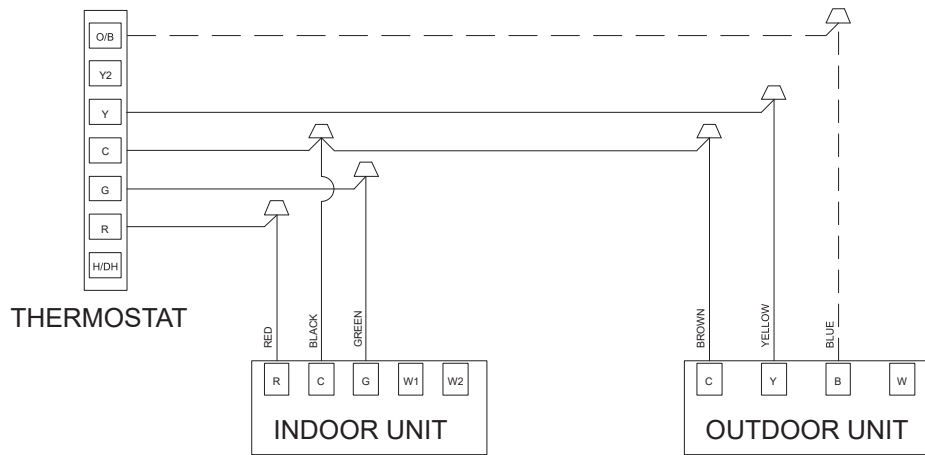 O/B
Y2
Y
C
G
R
H/DH
THERMOSTAT
RED
BLACK
GREEN
BROWN
YELLOW
BLUE
R C G W1 W2
INDOOR UNIT
C Y B W
OUTDOOR UNIT